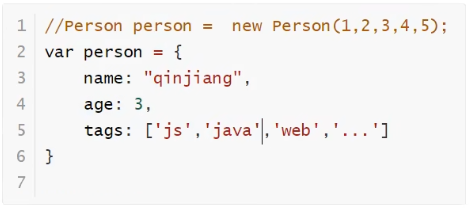 1 //Person person =  new Person(1,2,3,4,5);
2 var person = {
3     name: "qinjiang",
4     age: 3,
5     tags: ['js','java','web','...']
6 }
7